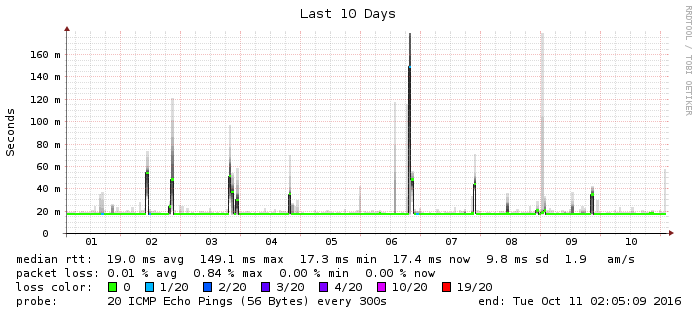 Last 10 Days
RRDTOOL / TOBI OETIKER
Seconds
160 m
140 m
120 m
100 m
80 m
60 m
40 m
20 m
0
01 02 03 04 05 06 07 08 09 10
median rtt: 19.0 ms avg 149.1 ms max 17.3 ms min 17.4 ms now 9.8 ms sd 1.9 am/s
packet loss: 0.01 % avg 0.84 % max 0.00 % min 0.00 % now
loss color: 0 1/20 2/20 3/20 4/20 10/20 19/20
probe: 20 ICMP Echo Pings (56 Bytes) every 300s end: Tue Oct 11 02:05:09 2016